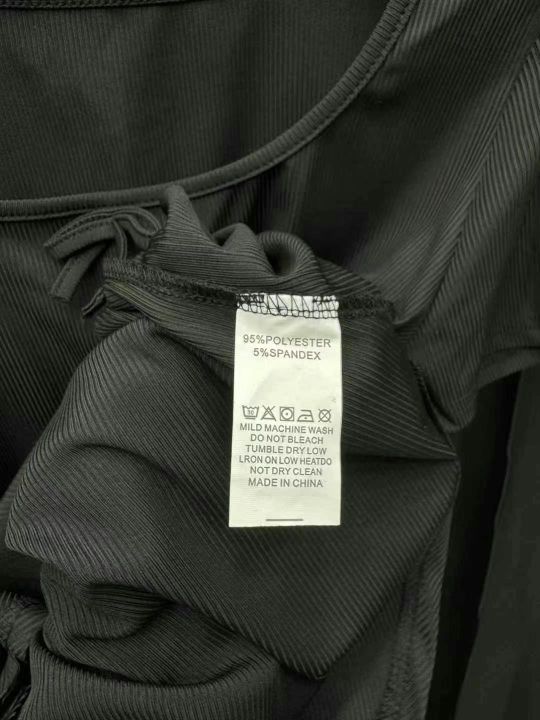 95%POLYESTER
5%SPANDEX
MILD MACHINE WASH
DO NOT BLEACH
TUMBLE DRY LOW
LRON ON LOW HEATDO
NOT DRY CLEAN
MADE IN CHINA